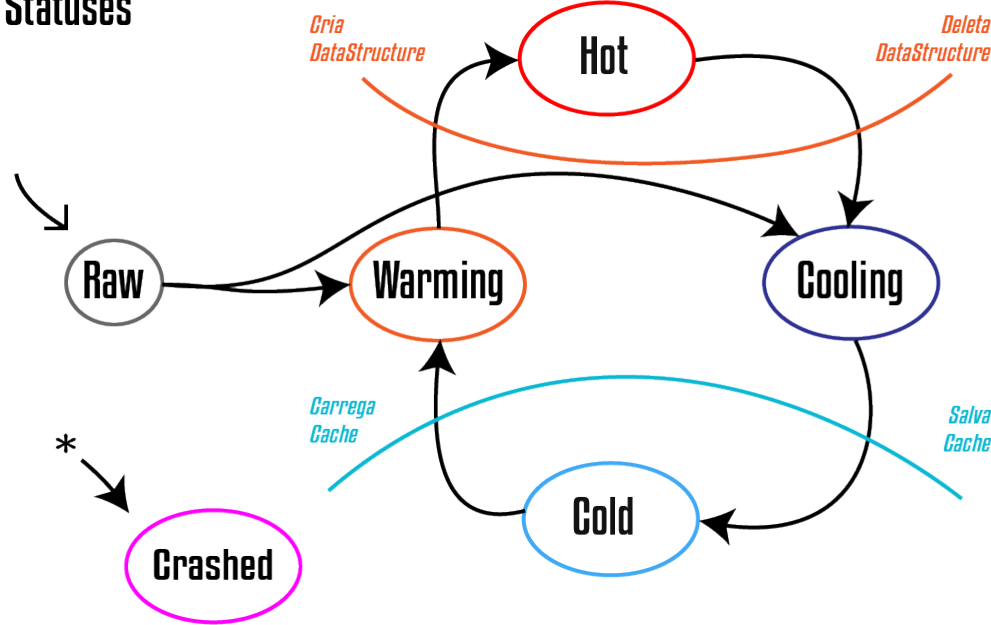 Statuses
Cria
DataStructure
Deleta
DataStructure
Hot
Raw
Warming
Cooling
Carrega
Cache
Salva
Cache
*
Cold
Crashed